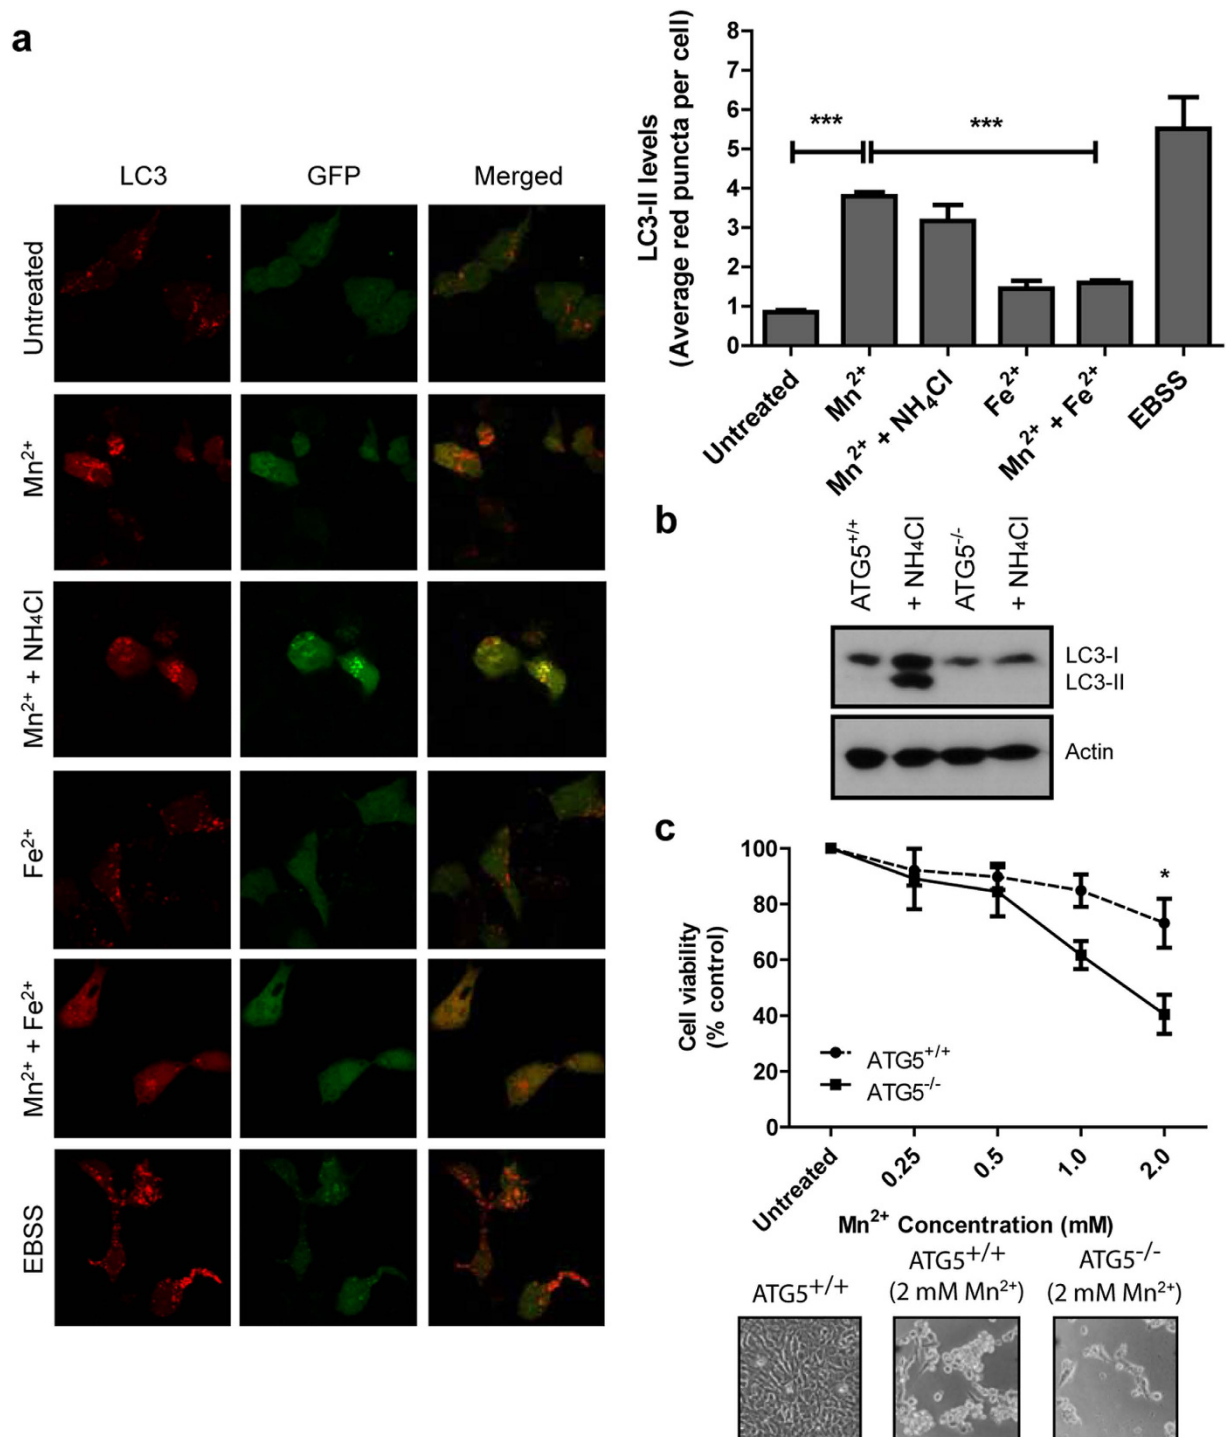 a
LC3
GFP
Merged
Untreated
Mn²⁺
Mn²⁺ + NH₄Cl
Fe²⁺
Mn²⁺ + Fe²⁺
EBSS
LC3-II levels
(Average red puncta per cell)
8
7
6
5
4
3
2
1
0
***
***
Untreated
Mn²⁺
Mn²⁺ + NH₄Cl
Fe²⁺
Mn²⁺ + Fe²⁺
EBSS
b
ATG5⁺/⁺
+ NH₄Cl
ATG5⁻/⁻
+ NH₄Cl
LC3-I
LC3-II
Actin
c
Cell viability
(% control)
100
80
60
40
20
0
*
ATG5⁺/⁺
ATG5⁻/⁻
Untreated
0.25
0.5
1.0
2.0
Mn²⁺ Concentration (mM)
ATG5⁺/⁺
ATG5⁺/⁺
(2 mM Mn²⁺)
ATG5⁻/⁻
(2 mM Mn²⁺)